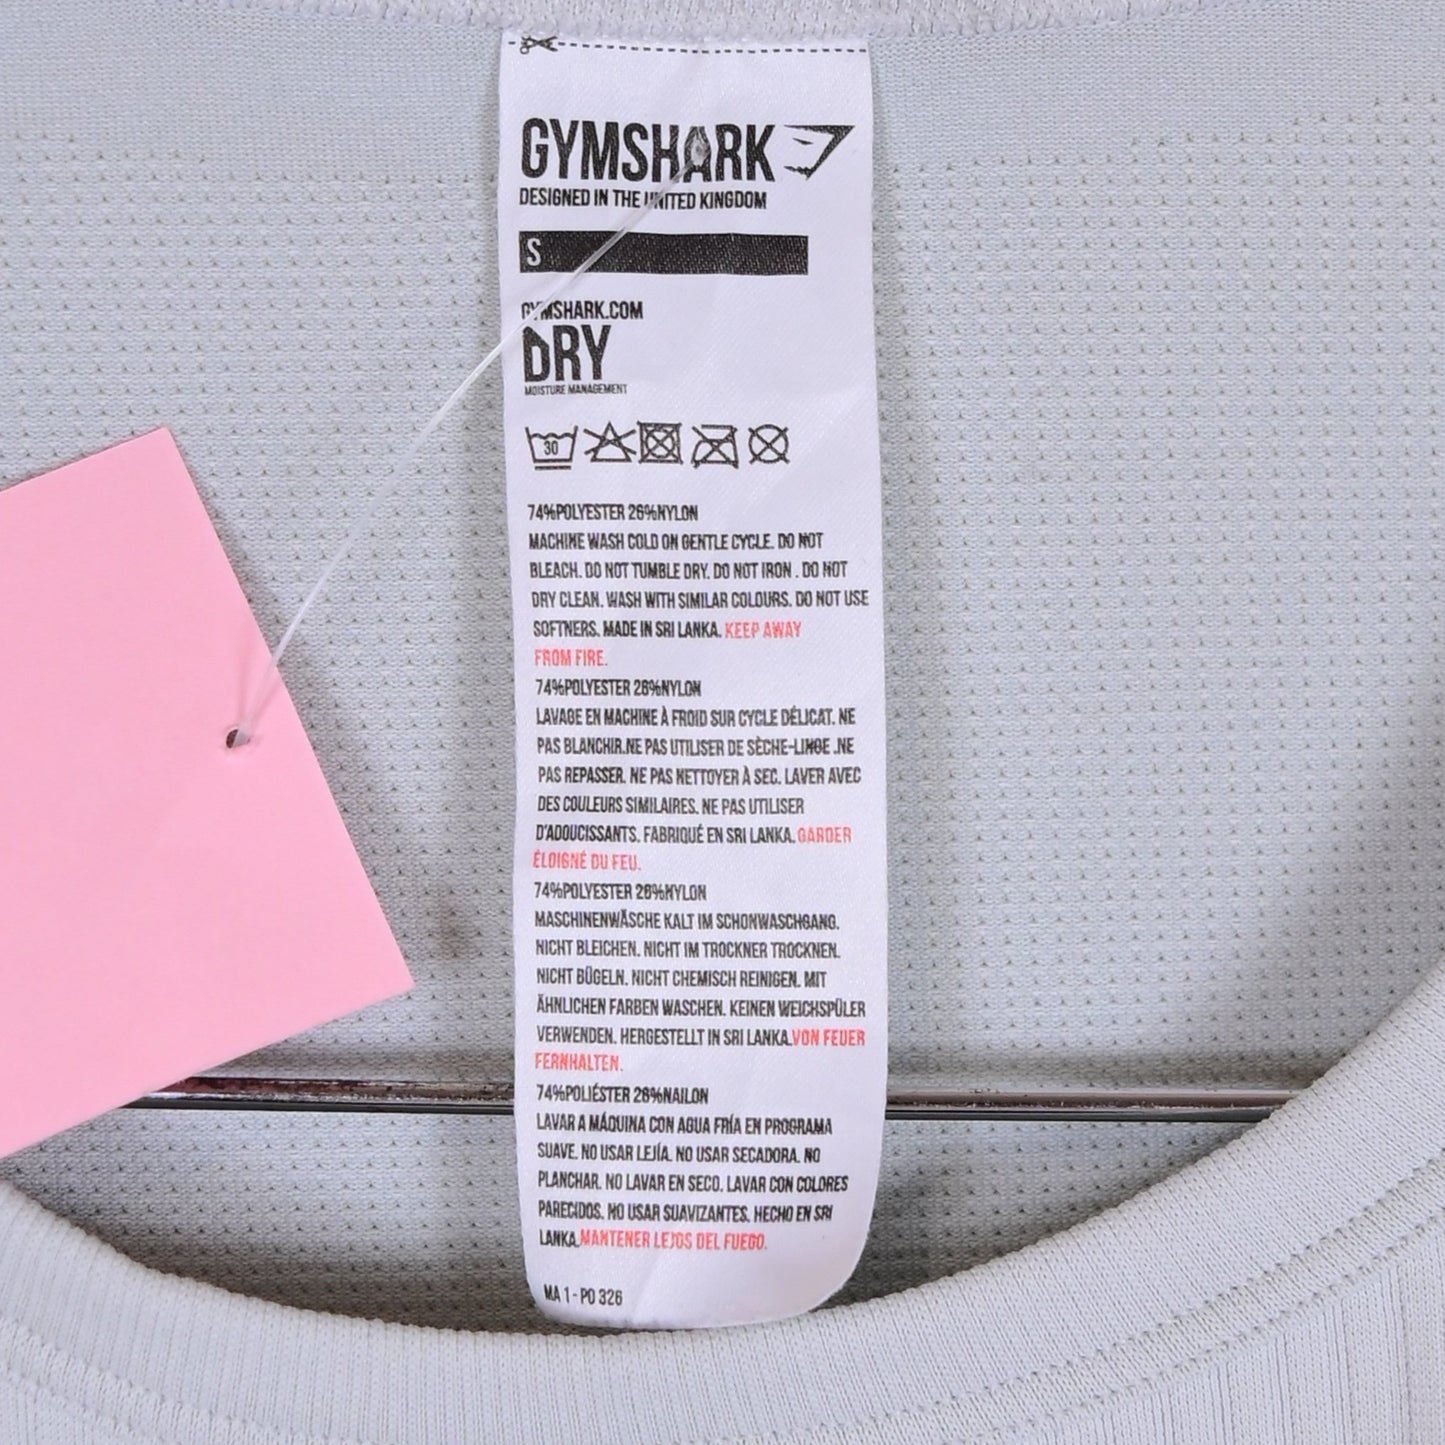 GYMSHARK
DESIGNED IN THE UNITED KINGDOM
S
GYMSHARK.COM
DRY
MOISTURE MANAGEMENT
30
74%POLYESTER 26%NYLON
MACHINE WASH COLD ON GENTLE CYCLE. DO NOT
BLEACH. DO NOT TUMBLE DRY. DO NOT IRON . DO NOT
DRY CLEAN. WASH WITH SIMILAR COLOURS. DO NOT USE
SOFTNERS. MADE IN SRI LANKA. KEEP AWAY
FROM FIRE.
74%POLYESTER 26%NYLON
LAVAGE EN MACHINE À FROID SUR CYCLE DÉLICAT. NE
PAS BLANCHIR.NE PAS UTILISER DE SÈCHE-LINGE .NE
PAS REPASSER. NE PAS NETTOYER À SEC. LAVER AVEC
DES COULEURS SIMILAIRES. NE PAS UTILISER
D'ADOUCISSANTS. FABRIQUÉ EN SRI LANKA. GARDER
ÉLOIGNÉ DU FEU.
74%POLYESTER 26%NYLON
MASCHINENWÄSCHE KALT IM SCHONWASCHGANG.
NICHT BLEICHEN. NICHT IM TROCKNER TROCKNEN.
NICHT BÜGELN. NICHT CHEMISCH REINIGEN. MIT
ÄHNLICHEN FARBEN WASCHEN. KEINEN WEICHSPÜLER
VERWENDEN. HERGESTELLT IN SRI LANKA.VON FEUER
FERNHALTEN.
74%POLIÉSTER 26%NAILON
LAVAR A MÁQUINA CON AGUA FRÍA EN PROGRAMA
SUAVE. NO USAR LEJÍA. NO USAR SECADORA. NO
PLANCHAR. NO LAVAR EN SECO. LAVAR CON COLORES
PARECIDOS. NO USAR SUAVIZANTES. HECHO EN SRI
LANKA.MANTENER LEJOS DEL FUEGO.
MA 1 - PO 326